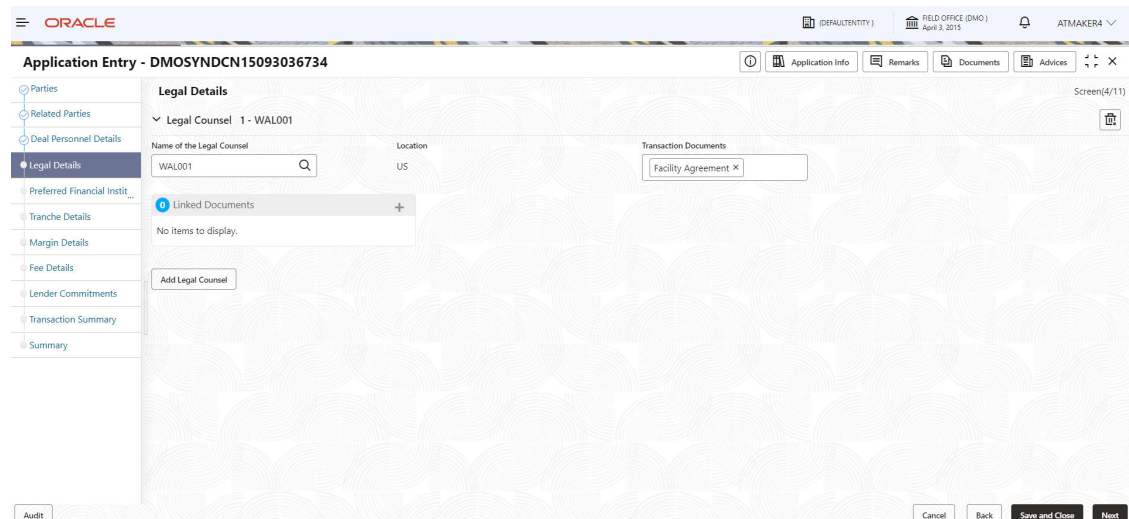 ORACLE
(DEFAULTENTITY )
FIELD OFFICE (DMO )
April 3, 2015
ATMAKER4
Application Entry - DMOSYNDCN15093036734
Application Info
Remarks
Documents
Advices
Parties
Related Parties
Deal Personnel Details
Legal Details
Preferred Financial Instit
...
Tranche Details
Margin Details
Fee Details
Lender Commitments
Transaction Summary
Summary
Legal Details
Screen(4/11)
Legal Counsel 1 - WAL001
Name of the Legal Counsel
Location
Transaction Documents
WAL001
US
Facility Agreement ×
0 Linked Documents +
No items to display.
Add Legal Counsel
Audit
Cancel
Back
Save and Close
Next